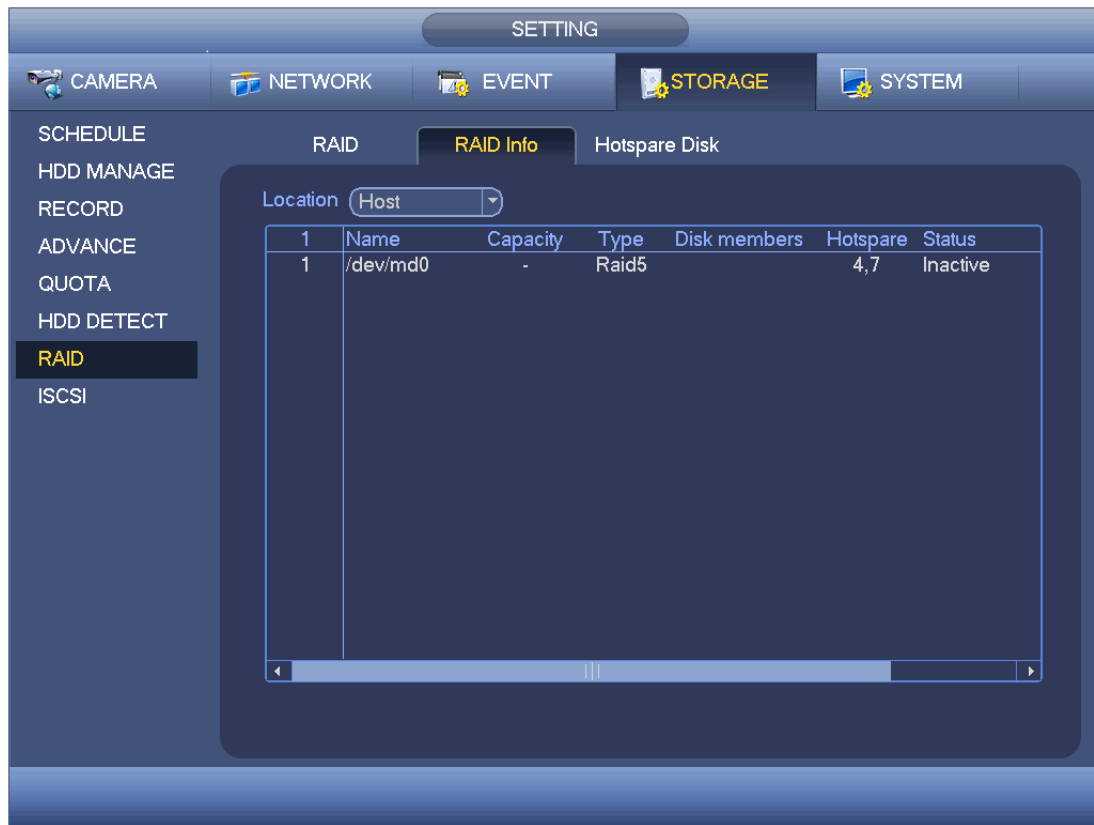 SETTING
CAMERA NETWORK EVENT STORAGE SYSTEM
SCHEDULE
HDD MANAGE
RECORD
ADVANCE
QUOTA
HDD DETECT
RAID
ISCSI
RAID RAID Info Hotspare Disk
Location Host
1 Name Capacity Type Disk members Hotspare Status
1 /dev/md0 - Raid5 4,7 Inactive